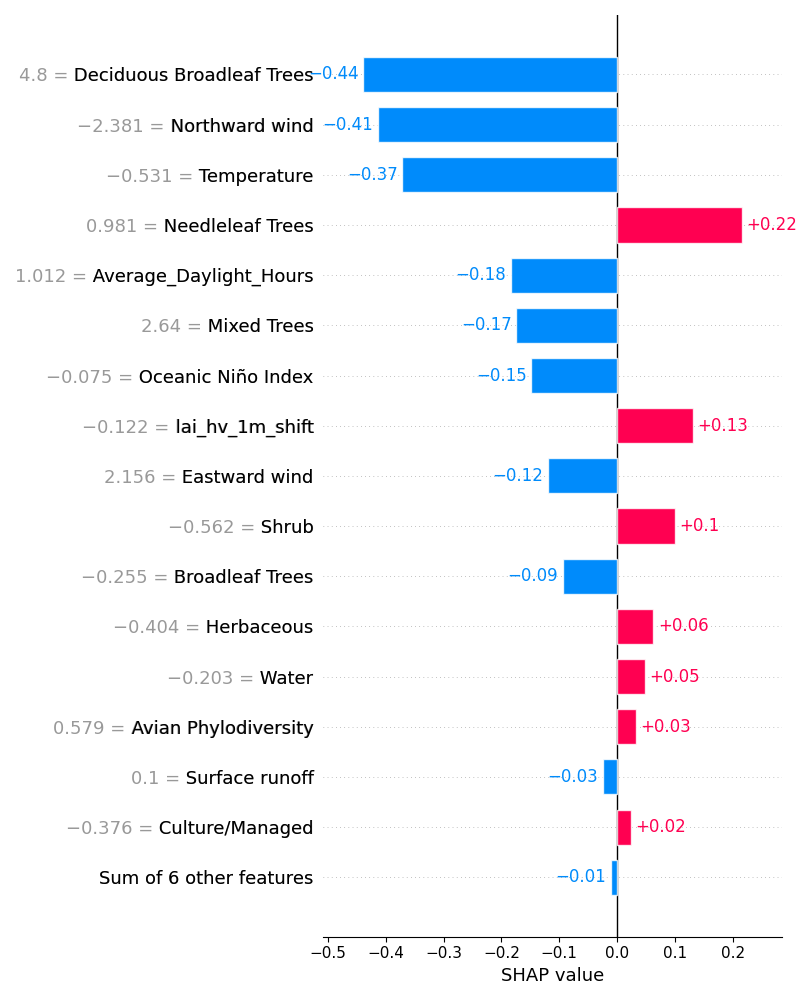 4.8 = Deciduous Broadleaf Trees −0.44
−2.381 = Northward wind −0.41
−0.531 = Temperature −0.37
0.981 = Needleleaf Trees +0.22
1.012 = Average_Daylight_Hours −0.18
2.64 = Mixed Trees −0.17
−0.075 = Oceanic Niño Index −0.15
−0.122 = lai_hv_1m_shift +0.13
2.156 = Eastward wind −0.12
−0.562 = Shrub +0.1
−0.255 = Broadleaf Trees −0.09
−0.404 = Herbaceous +0.06
−0.203 = Water +0.05
0.579 = Avian Phylodiversity +0.03
0.1 = Surface runoff −0.03
−0.376 = Culture/Managed +0.02
Sum of 6 other features −0.01
−0.5 −0.4 −0.3 −0.2 −0.1 0.0 0.1 0.2
SHAP value